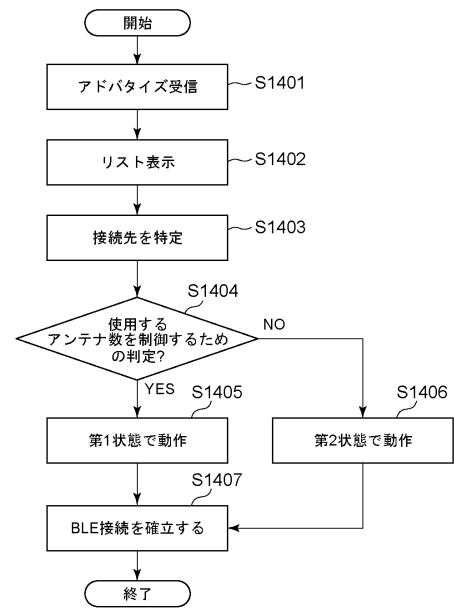 開始
アドバタイズ受信
S1401
リスト表示
S1402
接続先を特定
S1403
S1404
使用する
アンテナ数を制御するため
の判定?
NO
YES
S1405
第1状態で動作
S1406
第2状態で動作
S1407
BLE接続を確立する
終了